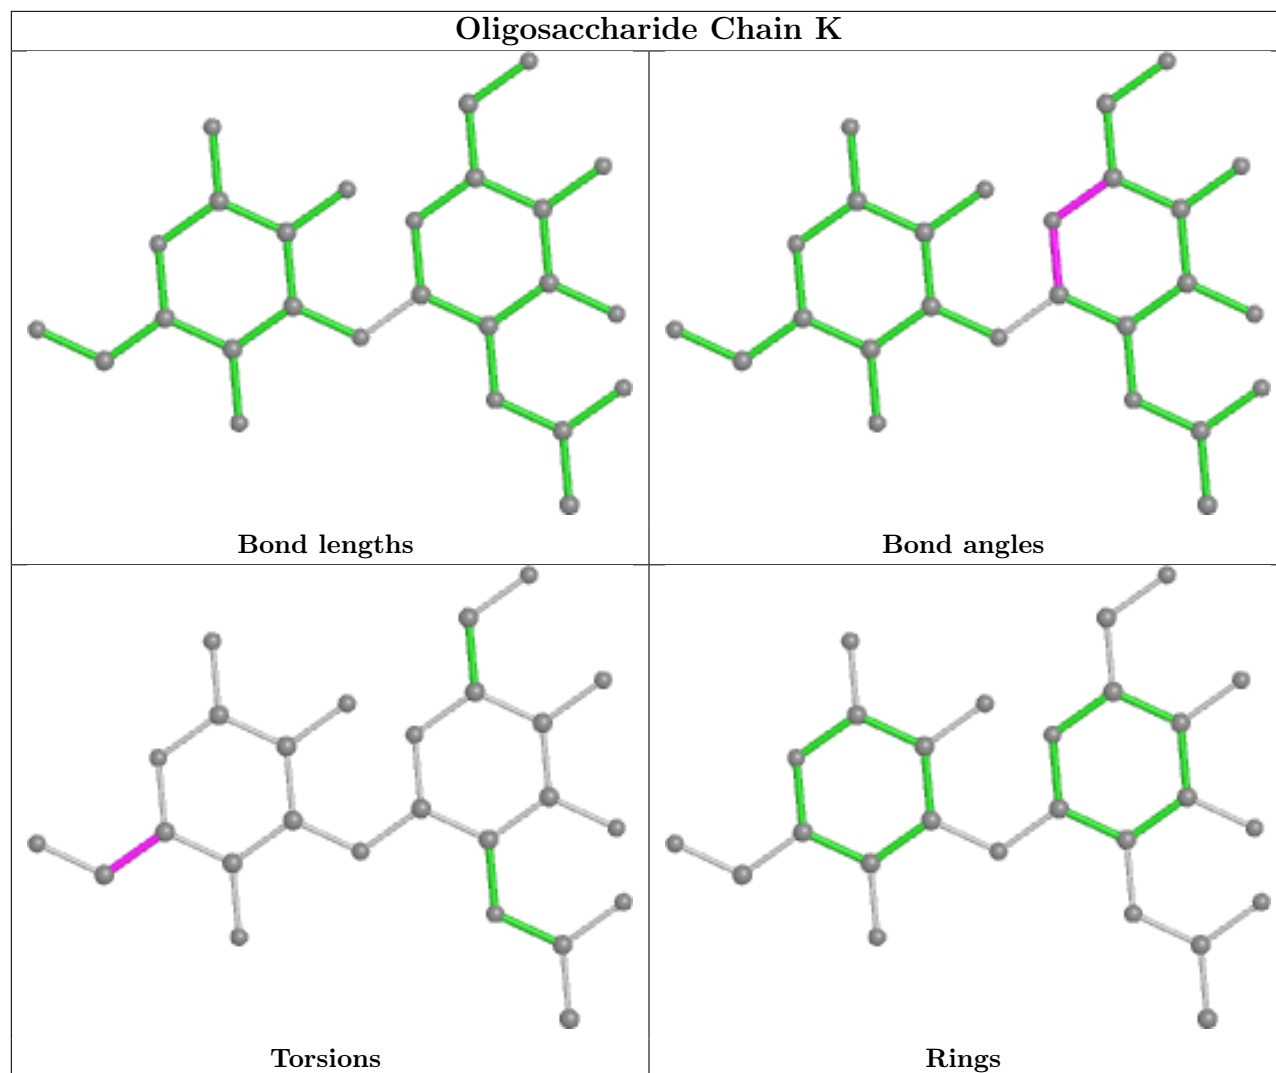 Oligosaccharide Chain K
Bond lengths
Bond angles
Torsions
Rings